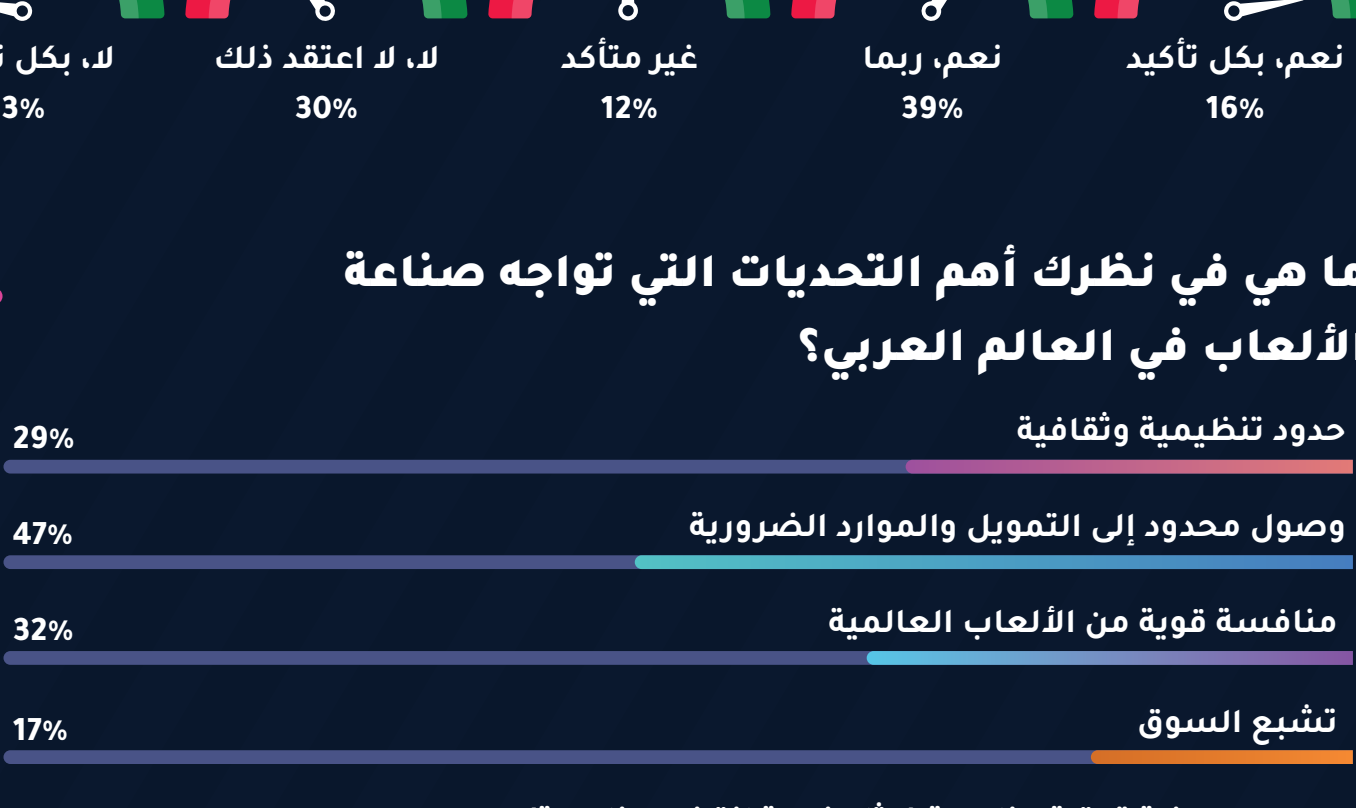 نعم، بكل تأكيد
16%
نعم، ربما
39%
غير متأكد
12%
لا، لا اعتقد ذلك
30%
لا، بكل
3%
ما هي في نظرك أهم التحديات التي تواجه صناعة
الألعاب في العالم العربي؟
حدود تنظيمية وثقافية
29%
وصول محدود إلى التمويل والموارد الضرورية
47%
منافسة قوية من الألعاب العالمية
32%
تشبع السوق
17%